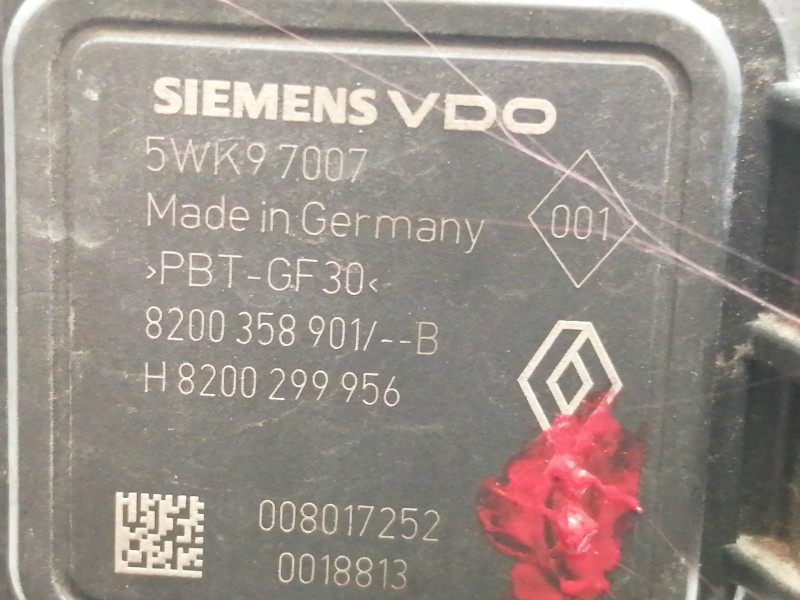 SIEMENS VDO
5WK9 7007
Made in Germany
001
>PBT-GF30<
8200 358 901/--B
H 8200 299 956
008017252
0018813